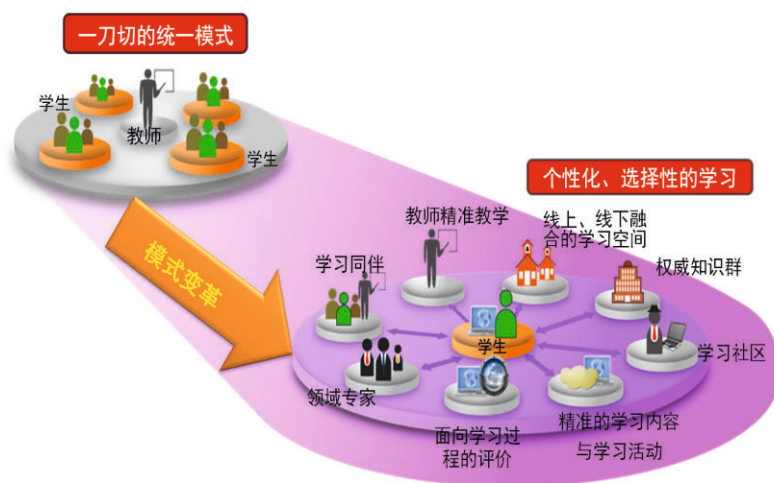 一刀切的统一模式
学生
教师
学生
个性化、选择性的学习
教师精准教学
线上、线下融
合的学习空间
权威知识群
模式变革
学习同伴
学生
学习社区
领域专家
面向学习过
程的评价
精准的学习内容
与学习活动